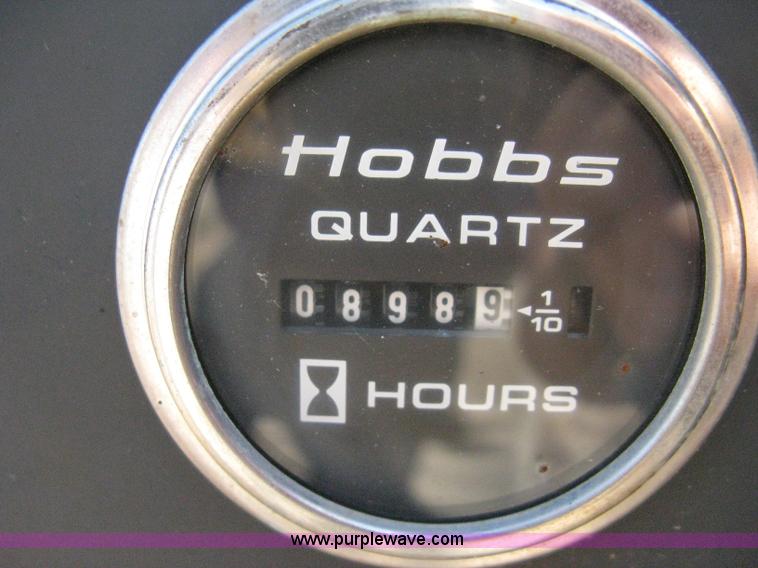 Hobbs
QUARTZ
08989 ◄1/10
HOURS
www.purplewave.com